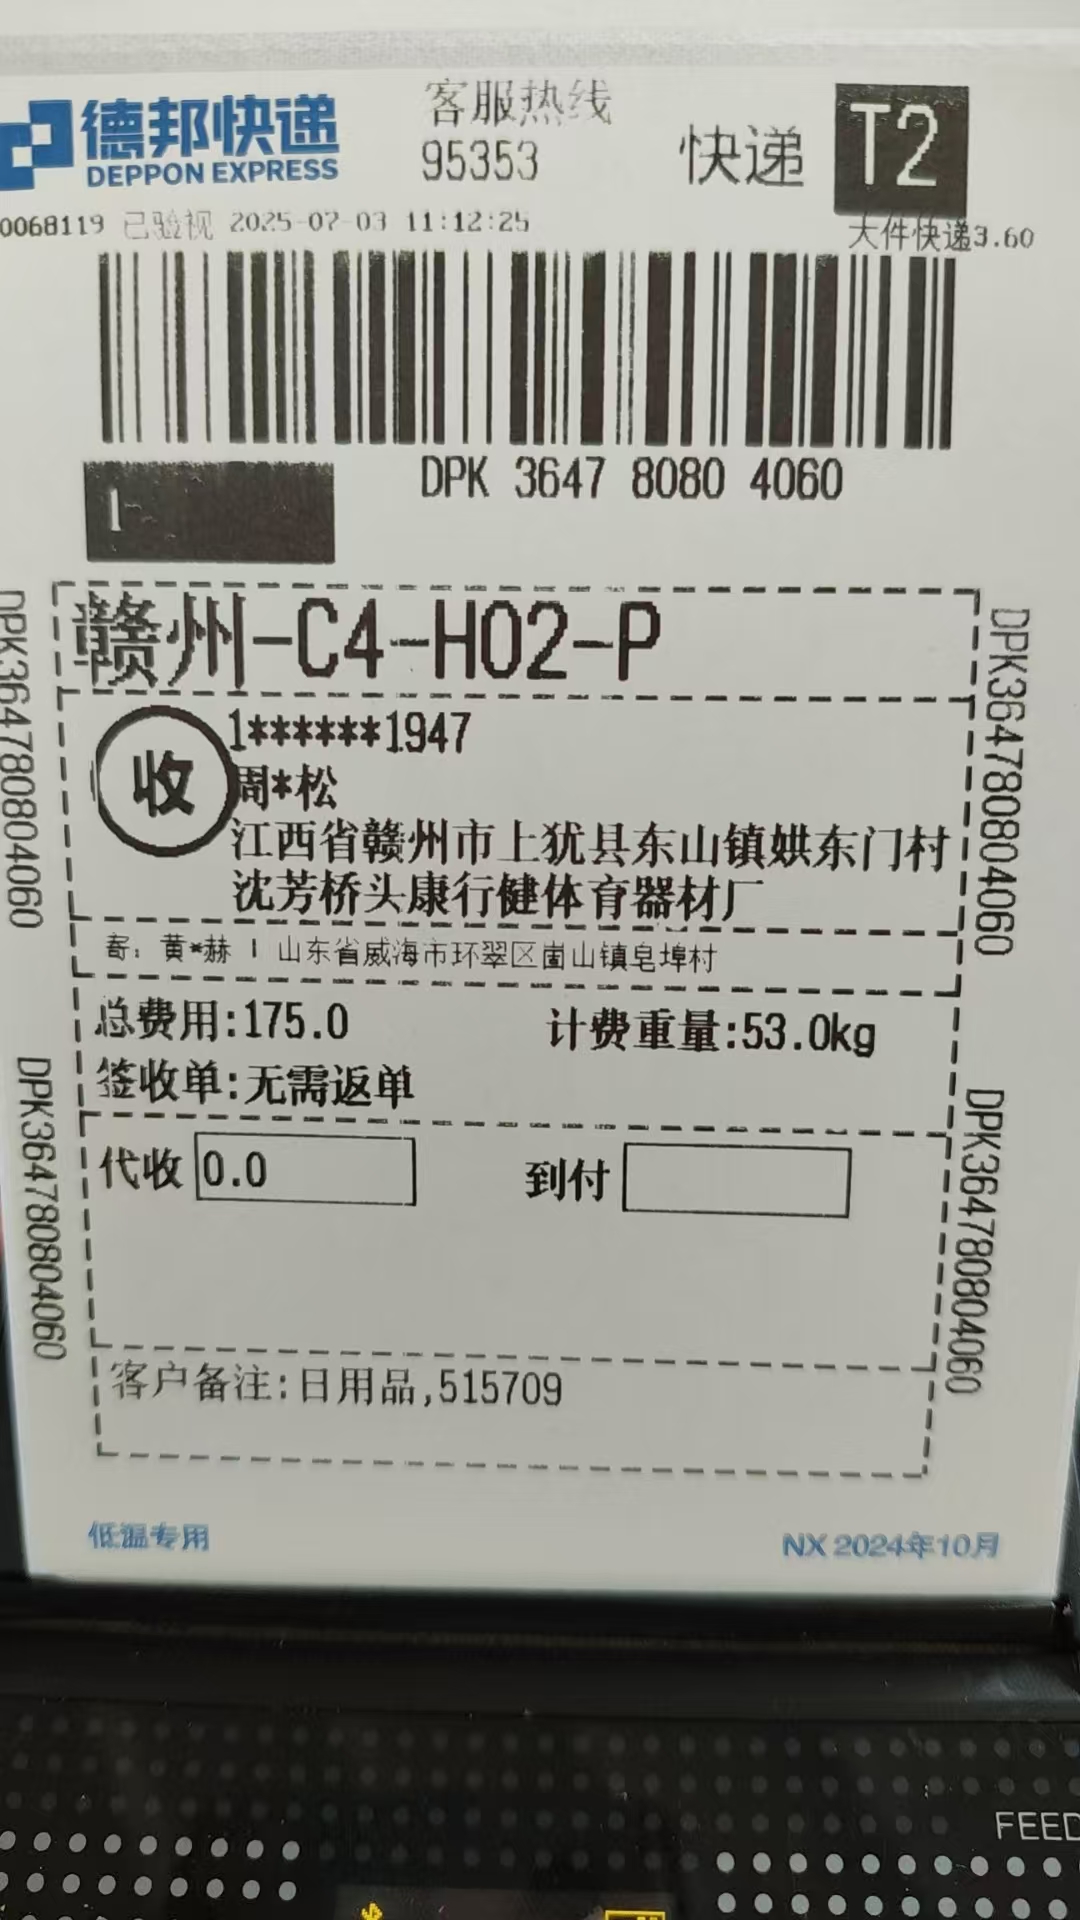 德邦快递
DEPPON EXPRESS
客服热线
95353
快递
T2
0068119 已验视 2025-07-03 11:12:25
大件快递3.60
DPK 3647 8080 4060
1-
赣州-C4-H02-P
收
1******1947
周*松
江西省赣州市上犹县东山镇娂东门村
沈芳桥头康行健体育器材厂
寄: 黄*赫 | 山东省威海市环翠区崮山镇皂埠村
总费用:175.0
计费重量:53.0kg
签收单:无需返单
代收 0.0
到付
客户备注:日用品,515709
DPK364780804060
DPK364780804060
DPK364780804060
DPK364780804060
低温专用
NX 2024年10月
FEED